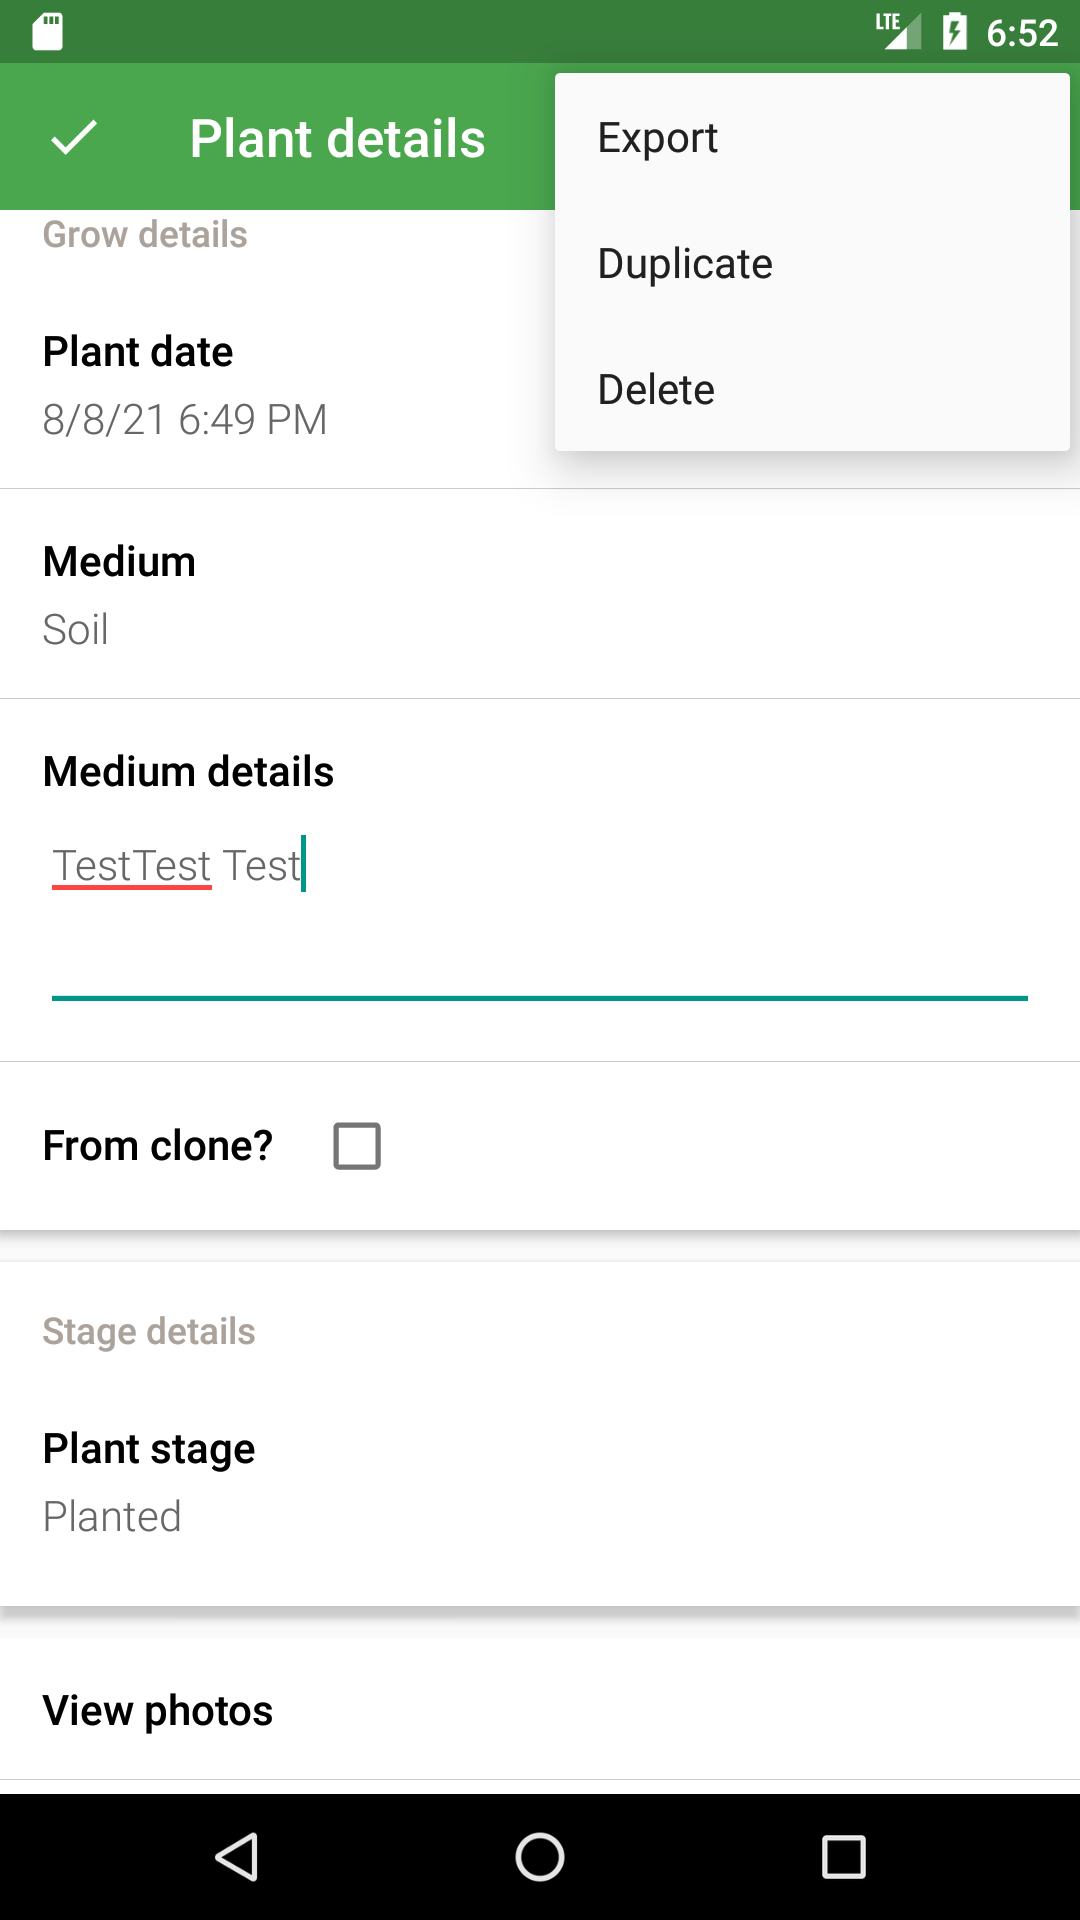 LTE 6:52
Plant details
Export
Duplicate
Delete
Grow details
Plant date
8/8/21 6:49 PM
Medium
Soil
Medium details
TestTest Test
From clone?
Stage details
Plant stage
Planted
View photos